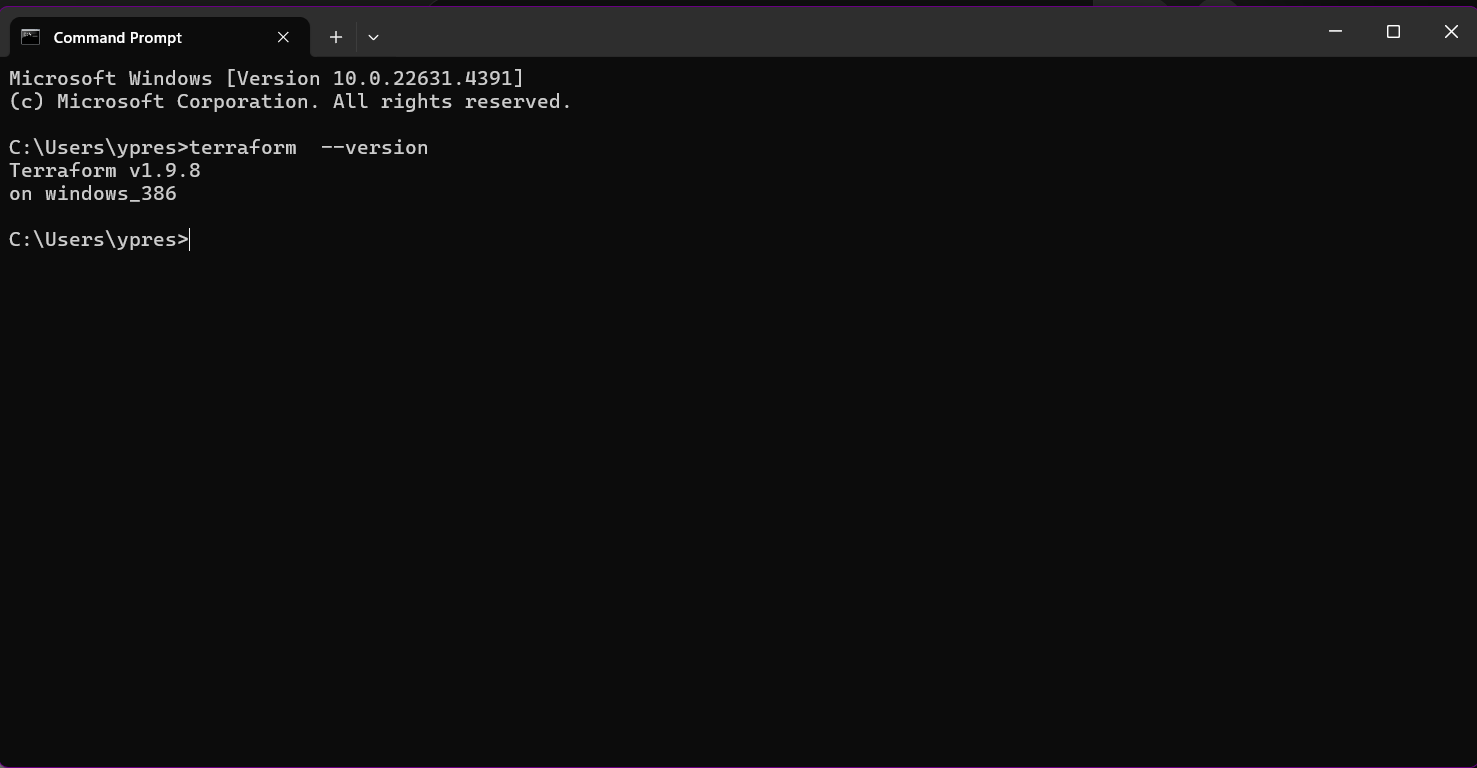 Command Prompt
Microsoft Windows [Version 10.0.22631.4391]
(c) Microsoft Corporation. All rights reserved.
C:\Users\ypres>terraform  --version
Terraform v1.9.8
on windows_386
C:\Users\ypres>